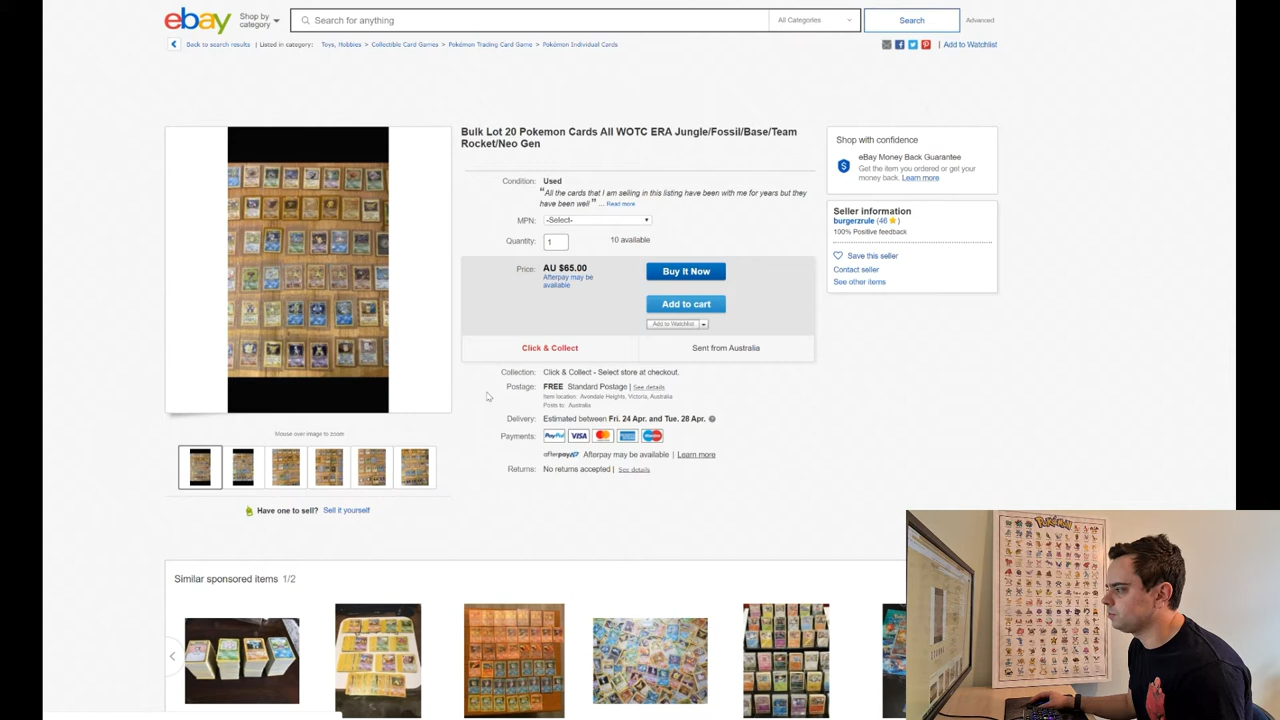 ebay
Shop by
category
Search for anything
All Categories
Search
Advanced
Back to search results | Listed in category: Toys, Hobbies > Collectible Card Games > Pokémon Trading Card Game > Pokémon Individual Cards
| Add to Watchlist
Bulk Lot 20 Pokemon Cards All WOTC ERA Jungle/Fossil/Base/Team
Rocket/Neo Gen
Condition: Used
“All the cards that I am selling in this listing have been with me for years but they
have been well ” ... Read more
MPN: -Select-
Quantity: 1 10 available
Price: AU $65.00
Afterpay may be
available
Buy It Now
Add to cart
Add to Watchlist
Click & Collect
Sent from Australia
Collection: Click & Collect - Select store at checkout.
Postage: FREE Standard Postage | See details
Item location: Avondale Heights, Victoria, Australia
Posts to: Australia
Delivery: Estimated between Fri. 24 Apr. and Tue. 28 Apr.
Payments: PayPal VISA
afterpay Afterpay may be available | Learn more
Returns: No returns accepted | See details
Shop with confidence
eBay Money Back Guarantee
Get the item you ordered or get your
money back. Learn more
Seller information
burgerzrule (46 )
100% Positive feedback
Save this seller
Contact seller
See other items
Mouse over image to zoom
Have one to sell? Sell it yourself
Similar sponsored items 1/2
POKÉMON